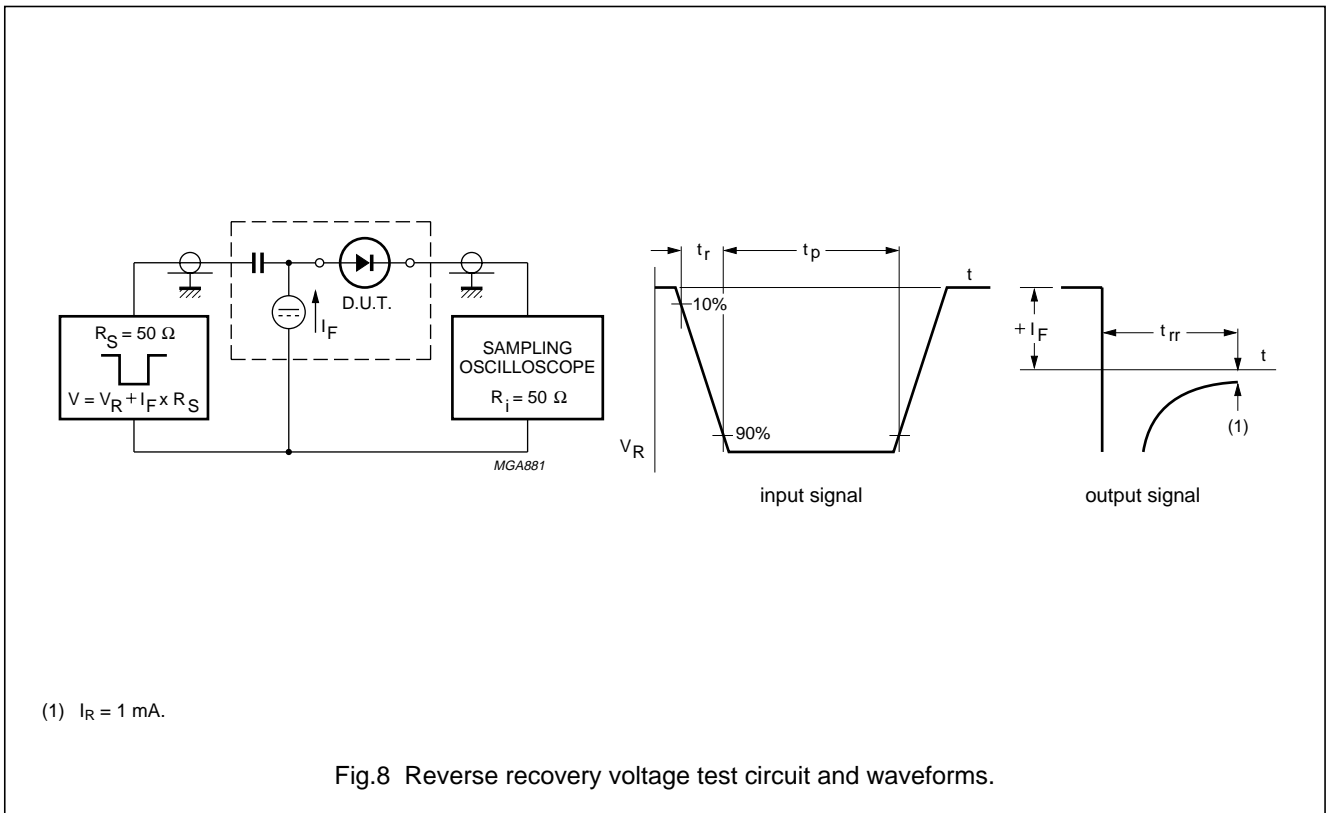 R_S = 50 Ω
V = V_R + I_F x R_S
I_F
D.U.T.
SAMPLING
OSCILLOSCOPE
R_i = 50 Ω
MGA881
t_r
t_p
t
10%
90%
V_R
input signal
+ I_F
t_rr
t
(1)
output signal
(1) I_R = 1 mA.
Fig.8 Reverse recovery voltage test circuit and waveforms.